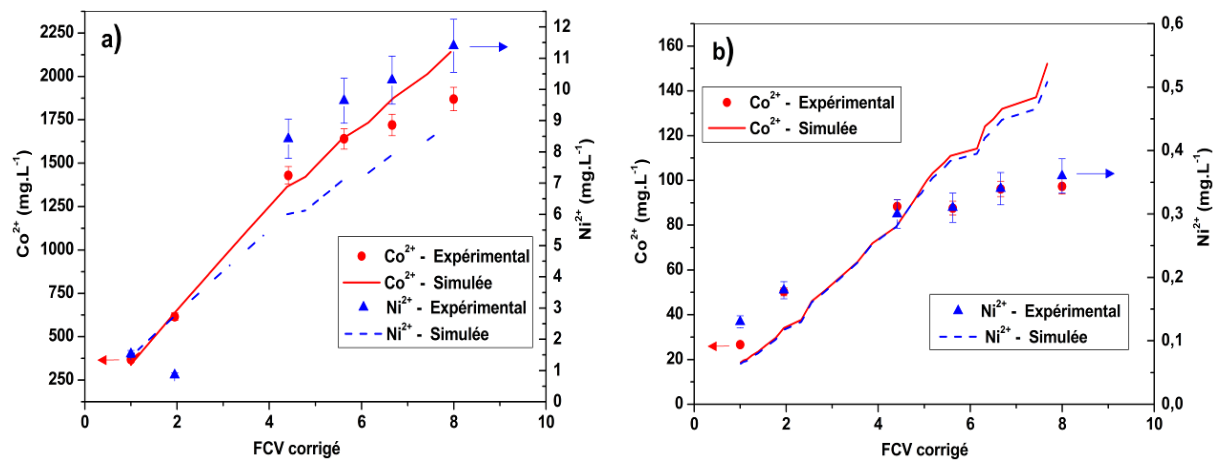 a)
2250
2000
1750
1500
1250
1000
750
500
250
Co²⁺ (mg.L⁻¹)
12
11
10
9
8
7
6
5
4
3
2
1
0
Ni²⁺ (mg.L⁻¹)
Co²⁺ - Expérimental
Co²⁺ - Simulée
Ni²⁺ - Expérimental
Ni²⁺ - Simulée
0 2 4 6 8 10
FCV corrigé
b)
160
140
120
100
80
60
40
20
0
Co²⁺ (mg.L⁻¹)
0,6
0,5
0,4
0,3
0,2
0,1
0,0
Ni²⁺ (mg.L⁻¹)
Co²⁺ - Expérimental
Co²⁺ - Simulée
Ni²⁺ - Expérimental
Ni²⁺ - Simulée
0 2 4 6 8 10
FCV corrigé